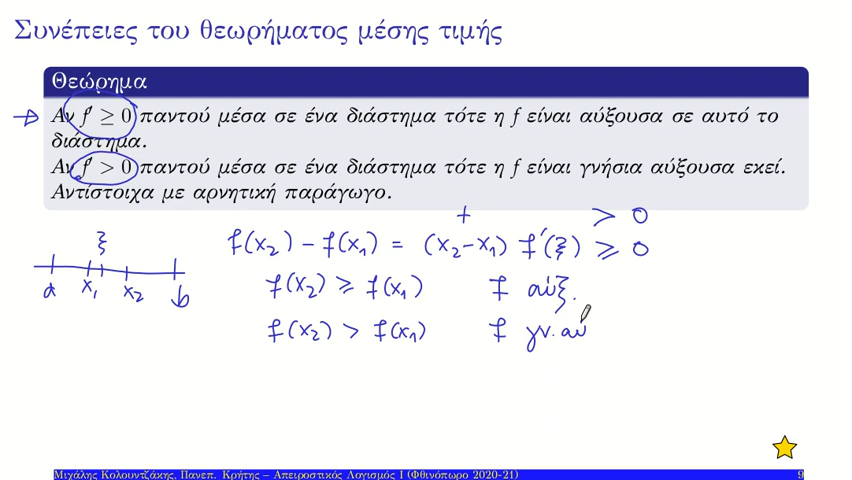 Συνέπειες του θεωρήματος μέσης τιμής
Θεώρημα
Αν f′ ≥ 0 παντού μέσα σε ένα διάστημα τότε η f είναι αύξουσα σε αυτό το
διάστημα.
Αν f′ > 0 παντού μέσα σε ένα διάστημα τότε η f είναι γνήσια αύξουσα εκεί.
Αντίστοιχα με αρνητική παράγωγο.
+ > 0
f(x₂) − f(x₁) = (x₂−x₁) f′(ξ) ≥ 0
ξ
a x₁ x₂ b
f(x₂) ≥ f(x₁) f αύξ.
f(x₂) > f(x₁) f γν. αύ
Μιχάλης Κολουντζάκης, Πανεπ. Κρήτης – Απειροστικός Λογισμός Ι (Φθινόπωρο 2020-21) 9